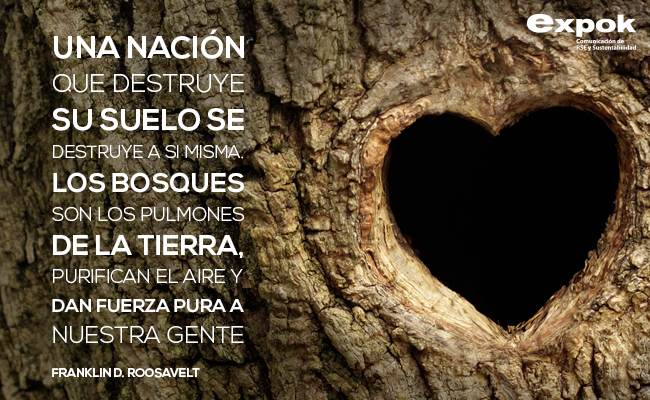 UNA NACIÓN
QUE DESTRUYE
SU SUELO SE
DESTRUYE A SI MISMA.
LOS BOSQUES
SON LOS PULMONES
DE LA TIERRA,
PURIFICAN EL AIRE Y
DAN FUERZA PURA A
NUESTRA GENTE
FRANKLIN D. ROOSAVELT
expok
Comunicación de
RSE y Sustentabilidad